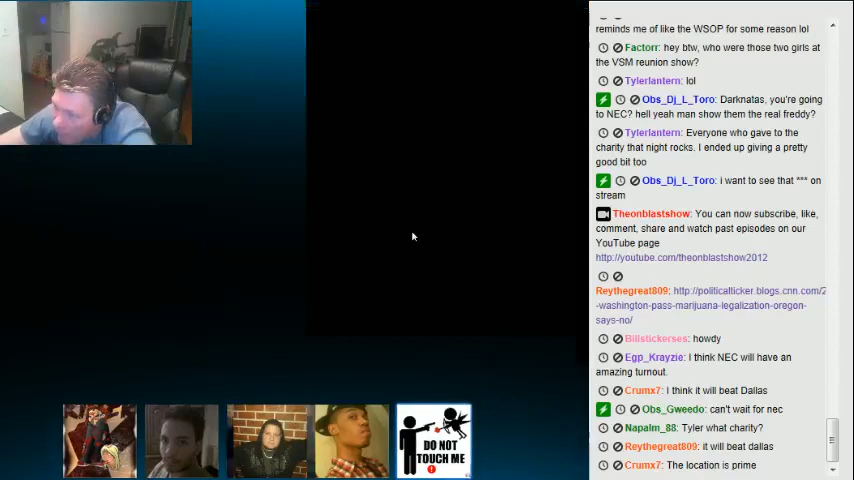 reminds me of like the WSOP for some reason lol
Factorr: hey btw, who were those two girls at
the VSM reunion show?
Tylerlantern: lol
Obs_Dj_L_Toro: Darknatas, you're going
to NEC? hell yeah man show them the real freddy?
Tylerlantern: Everyone who gave to the
charity that night rocks. I ended up giving a pretty
good bit too
Obs_Dj_L_Toro: i want to see that *** on
stream
Theonblastshow: You can now subscribe, like,
comment, share and watch past episodes on our
YouTube page
http://youtube.com/theonblastshow2012
Reythegreat809: http://politicalticker.blogs.cnn.com/2
-washington-pass-marijuana-legalization-oregon-
says-no/
Billstickerses: howdy
Egp_Krayzie: I think NEC will have an
amazing turnout.
Crumx7: I think it will beat Dallas
Obs_Gweedo: can't wait for nec
Napalm_88: Tyler what charity?
Reythegreat809: it will beat dallas
Crumx7: The location is prime
DO NOT
TOUCH ME